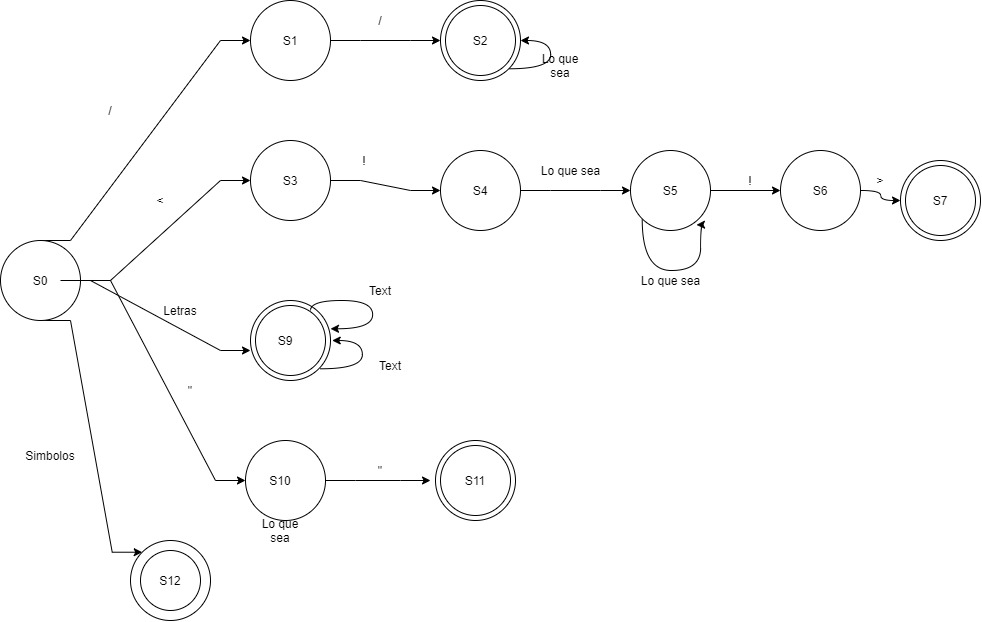 /
S1
/
S2
Lo que
sea
<
S3
!
S4
Lo que sea
S5
Lo que sea
!
S6
>
S7
S0
Letras
S9
Text
Text
"
S10
Lo que
sea
"
S11
Simbolos
S12